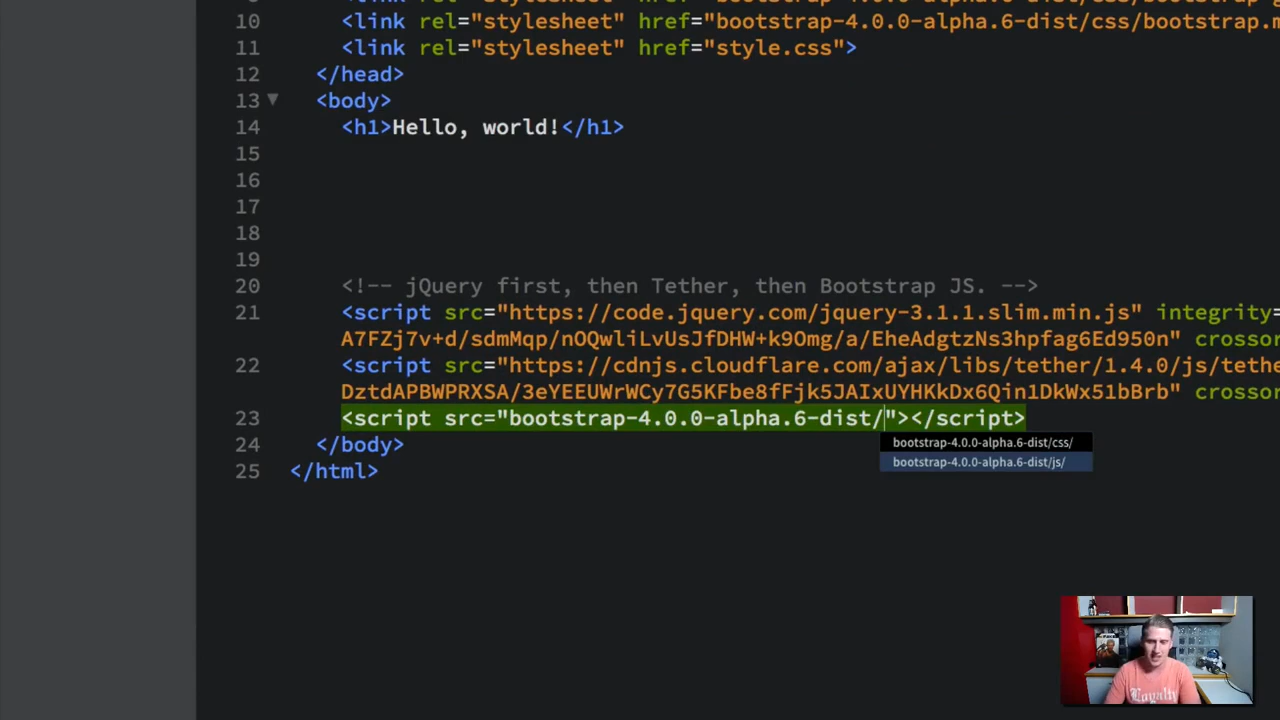 10 <link rel="stylesheet" href="bootstrap-4.0.0-alpha.6-dist/css/bootstrap.m
11 <link rel="stylesheet" href="style.css">
12 </head>
13 <body>
14 <h1>Hello, world!</h1>
15
16
17
18
19
20 <!-- jQuery first, then Tether, then Bootstrap JS. -->
21 <script src="https://code.jquery.com/jquery-3.1.1.slim.min.js" integrity=
A7FZj7v+d/sdmMqp/nOQwliLvUsJfDHW+k9Omg/a/EheAdgtzNs3hpfag6Ed950n" crossor
22 <script src="https://cdnjs.cloudflare.com/ajax/libs/tether/1.4.0/js/tethe
DztdAPBWPRXSA/3eYEEUWrWCy7G5KFbe8fFjk5JAIxUYHKkDx6Qin1DkWx51bBrb" crossor
23 <script src="bootstrap-4.0.0-alpha.6-dist/"></script>
bootstrap-4.0.0-alpha.6-dist/css/
24 </body>
bootstrap-4.0.0-alpha.6-dist/js/
25 </html>
Loyalty